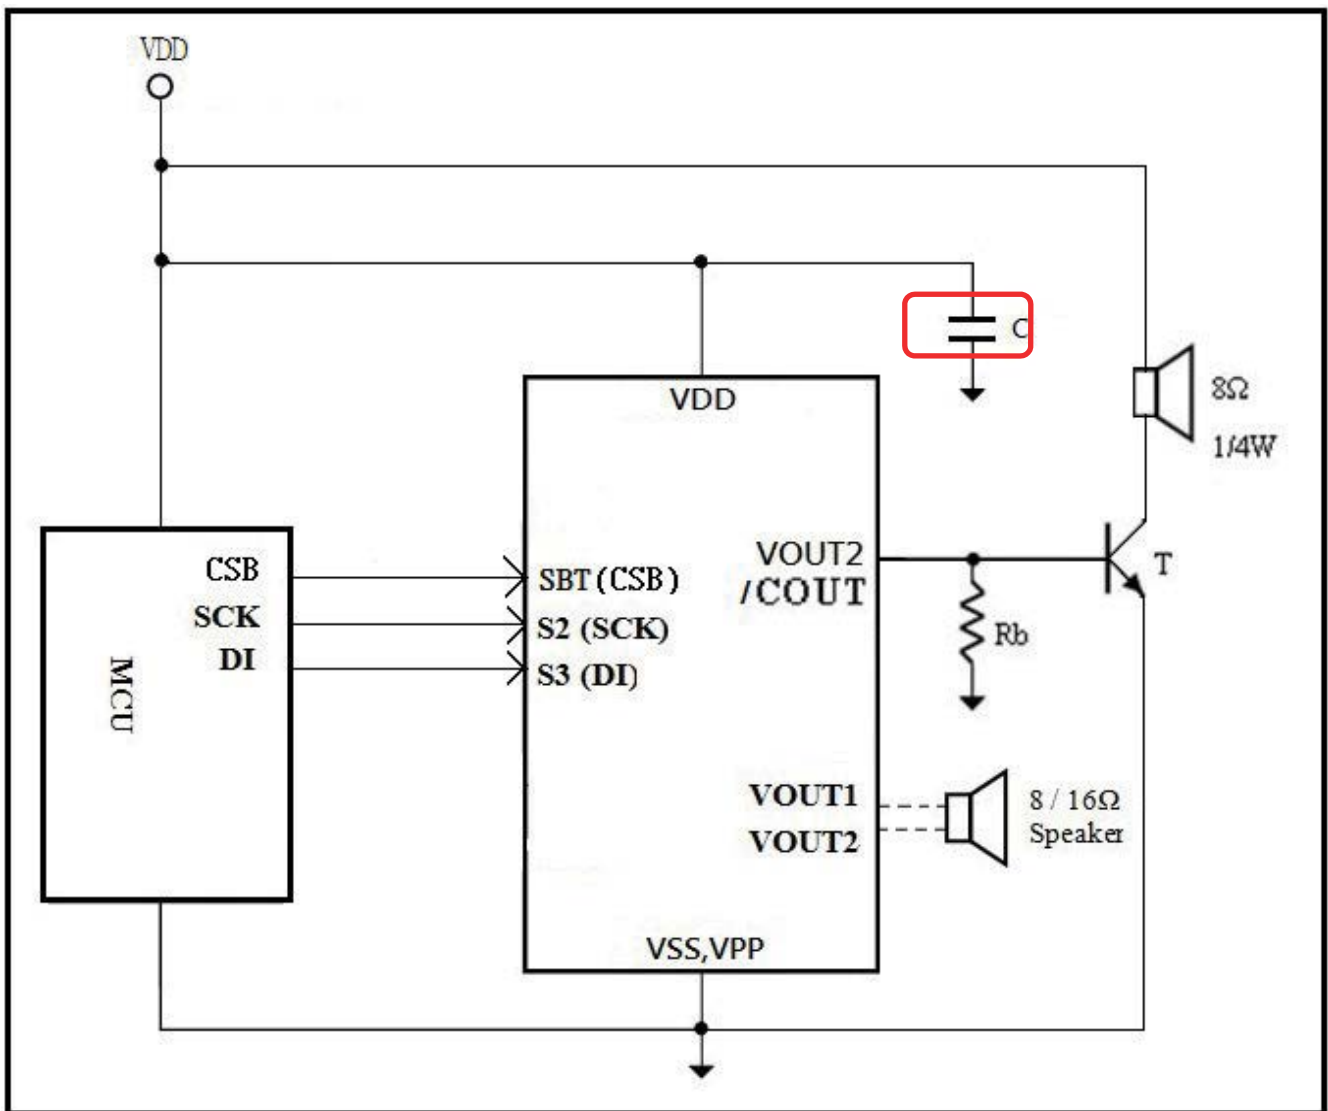 VDD
C
VDD
8Ω
1/4W
CSB
SCK
DI
MCU
SBT (CSB)
S2 (SCK)
S3 (DI)
VOUT2
/COUT
T
Rb
VOUT1
VOUT2
8 / 16Ω
Speaker
VSS,VPP